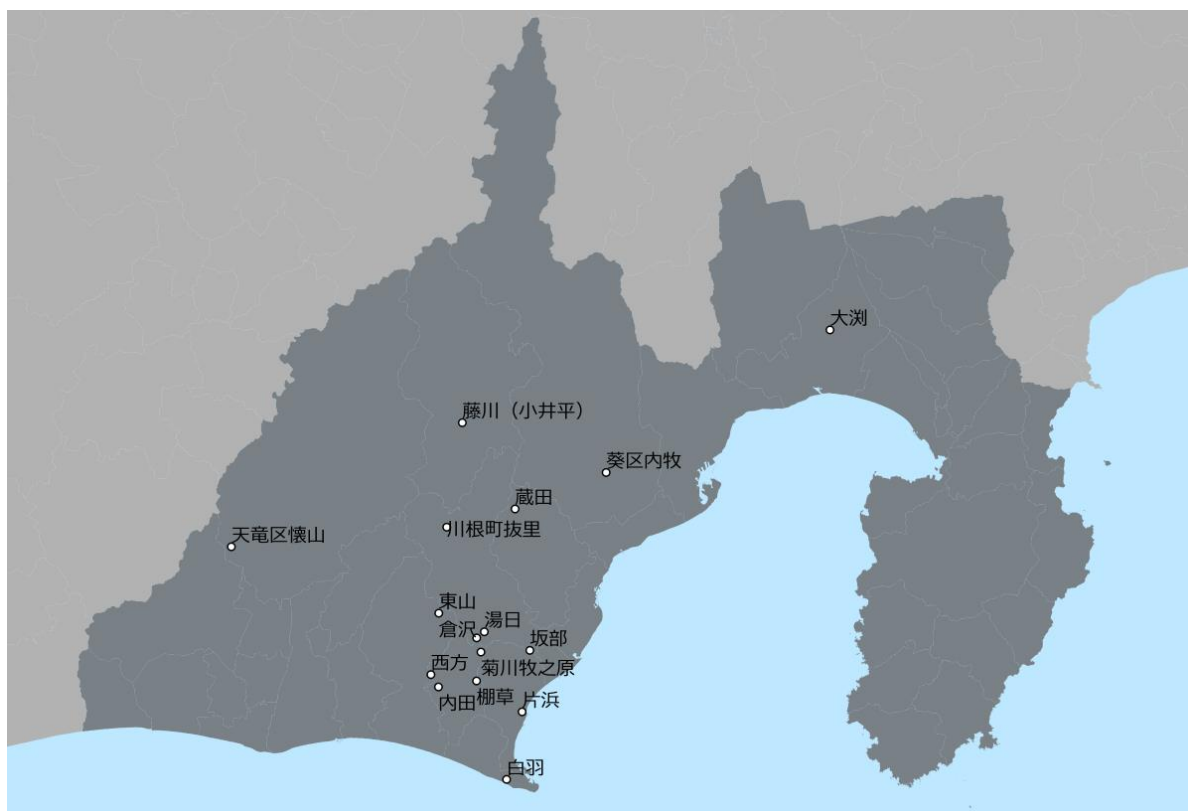 大渕
藤川（小井平）
葵区内牧
蔵田
川根町抜里
天竜区懐山
東山
湯日
倉沢
坂部
西方
菊川牧之原
内田
棚草
片浜
白羽